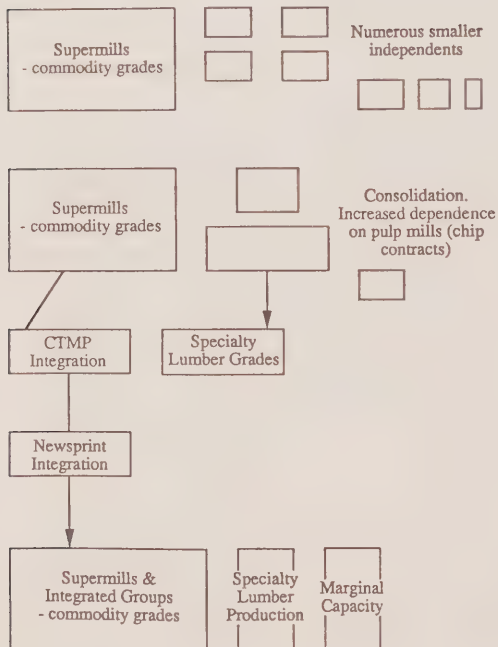 Supermills
- commodity grades
Numerous smaller
independents
Supermills
- commodity grades
Consolidation.
Increased dependence
on pulp mills (chip
contracts)
CTMP
Integration
Specialty
Lumber Grades
Newsprint
Integration
Supermills &
Integrated Groups
- commodity grades
Specialty
Lumber
Production
Marginal
Capacity